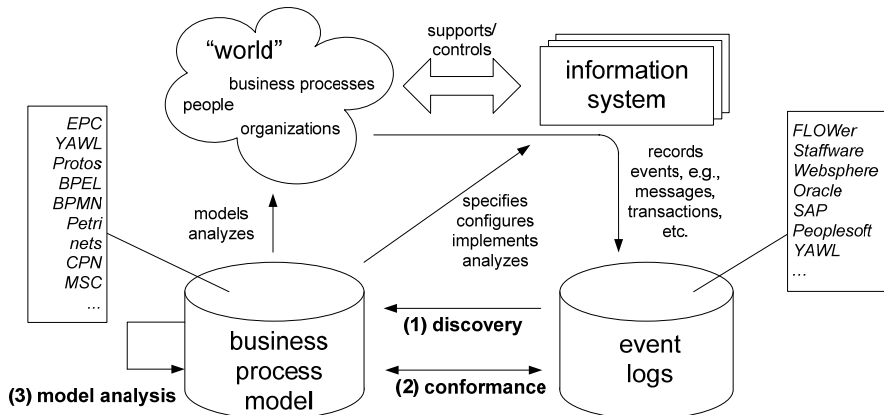 “world”
business processes
people
organizations
supports/
controls
information
system
EPC
YAWL
Protos
BPEL
BPMN
Petri
nets
CPN
MSC
...
models
analyzes
specifies
configures
implements
analyzes
records
events, e.g.,
messages,
transactions,
etc.
FLOWer
Staffware
Websphere
Oracle
SAP
Peoplesoft
YAWL
...
business
process
model
(1) discovery
(2) conformance
(3) model analysis
event
logs